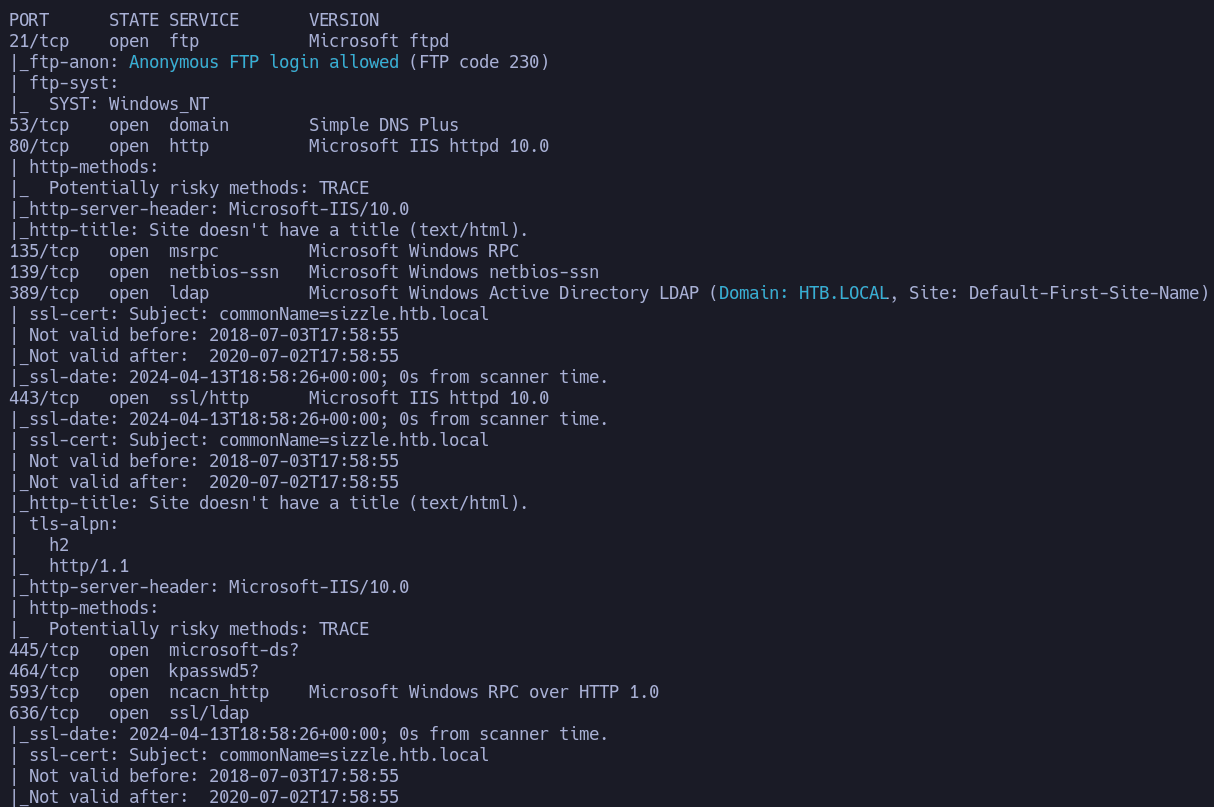 PORT      STATE SERVICE       VERSION
21/tcp    open  ftp           Microsoft ftpd
|_ftp-anon: Anonymous FTP login allowed (FTP code 230)
| ftp-syst:
|_  SYST: Windows_NT
53/tcp    open  domain        Simple DNS Plus
80/tcp    open  http          Microsoft IIS httpd 10.0
| http-methods:
|_  Potentially risky methods: TRACE
|_http-server-header: Microsoft-IIS/10.0
|_http-title: Site doesn't have a title (text/html).
135/tcp   open  msrpc         Microsoft Windows RPC
139/tcp   open  netbios-ssn   Microsoft Windows netbios-ssn
389/tcp   open  ldap          Microsoft Windows Active Directory LDAP (Domain: HTB.LOCAL, Site: Default-First-Site-Name)
| ssl-cert: Subject: commonName=sizzle.htb.local
| Not valid before: 2018-07-03T17:58:55
|_Not valid after:  2020-07-02T17:58:55
|_ssl-date: 2024-04-13T18:58:26+00:00; 0s from scanner time.
443/tcp   open  ssl/http      Microsoft IIS httpd 10.0
|_ssl-date: 2024-04-13T18:58:26+00:00; 0s from scanner time.
| ssl-cert: Subject: commonName=sizzle.htb.local
| Not valid before: 2018-07-03T17:58:55
|_Not valid after:  2020-07-02T17:58:55
|_http-title: Site doesn't have a title (text/html).
| tls-alpn:
|   h2
|_  http/1.1
|_http-server-header: Microsoft-IIS/10.0
| http-methods:
|_  Potentially risky methods: TRACE
445/tcp   open  microsoft-ds?
464/tcp   open  kpasswd5?
593/tcp   open  ncacn_http    Microsoft Windows RPC over HTTP 1.0
636/tcp   open  ssl/ldap
|_ssl-date: 2024-04-13T18:58:26+00:00; 0s from scanner time.
| ssl-cert: Subject: commonName=sizzle.htb.local
| Not valid before: 2018-07-03T17:58:55
|_Not valid after:  2020-07-02T17:58:55